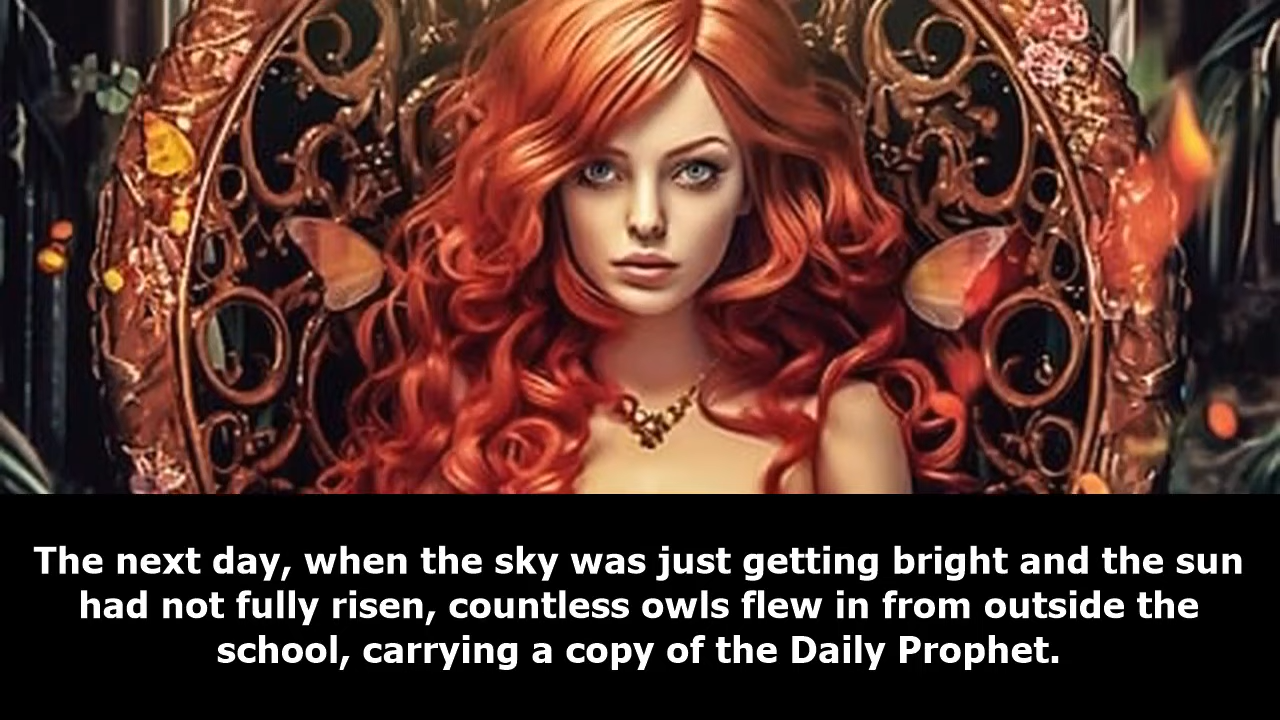 The next day, when the sky was just getting bright and the sun
had not fully risen, countless owls flew in from outside the
school, carrying a copy of the Daily Prophet.